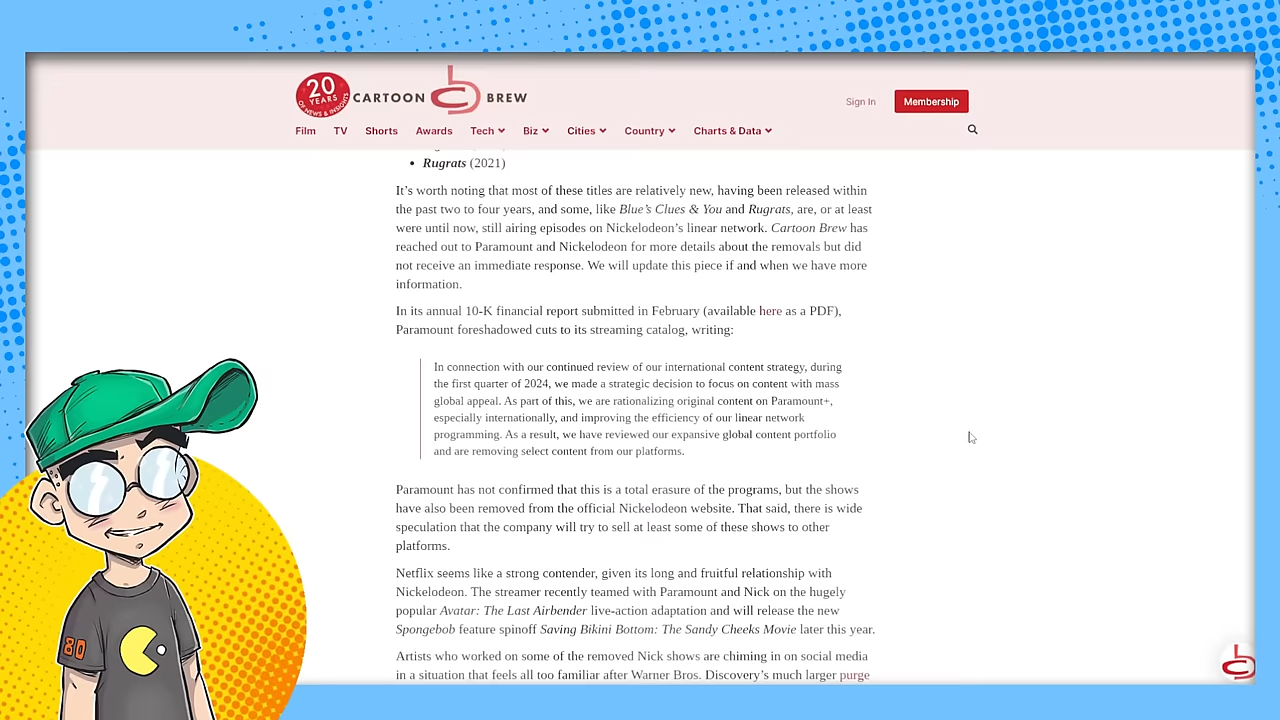 20
YEARS
OF NEWS & INSIGHTS
CARTOON BREW
Sign In
Membership
Film TV Shorts Awards Tech Biz Cities Country Charts & Data
• Rugrats (2021)
It’s worth noting that most of these titles are relatively new, having been released within
the past two to four years, and some, like Blue’s Clues & You and Rugrats, are, or at least
were until now, still airing episodes on Nickelodeon’s linear network. Cartoon Brew has
reached out to Paramount and Nickelodeon for more details about the removals but did
not receive an immediate response. We will update this piece if and when we have more
information.
In its annual 10-K financial report submitted in February (available here as a PDF),
Paramount foreshadowed cuts to its streaming catalog, writing:
In connection with our continued review of our international content strategy, during
the first quarter of 2024, we made a strategic decision to focus on content with mass
global appeal. As part of this, we are rationalizing original content on Paramount+,
especially internationally, and improving the efficiency of our linear network
programming. As a result, we have reviewed our expansive global content portfolio
and are removing select content from our platforms.
Paramount has not confirmed that this is a total erasure of the programs, but the shows
have also been removed from the official Nickelodeon website. That said, there is wide
speculation that the company will try to sell at least some of these shows to other
platforms.
Netflix seems like a strong contender, given its long and fruitful relationship with
Nickelodeon. The streamer recently teamed with Paramount and Nick on the hugely
popular Avatar: The Last Airbender live-action adaptation and will release the new
Spongebob feature spinoff Saving Bikini Bottom: The Sandy Cheeks Movie later this year.
Artists who worked on some of the removed Nick shows are chiming in on social media
in a situation that feels all too familiar after Warner Bros. Discovery’s much larger purge
80